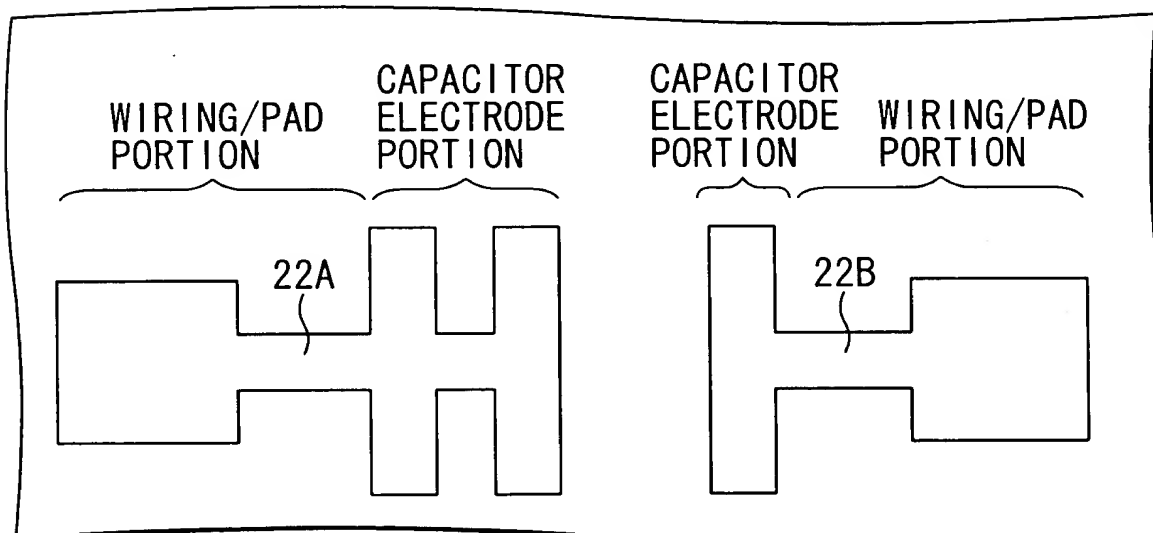 WIRING/PAD
PORTION
CAPACITOR
ELECTRODE
PORTION
CAPACITOR
ELECTRODE
PORTION
WIRING/PAD
PORTION
22A
22B